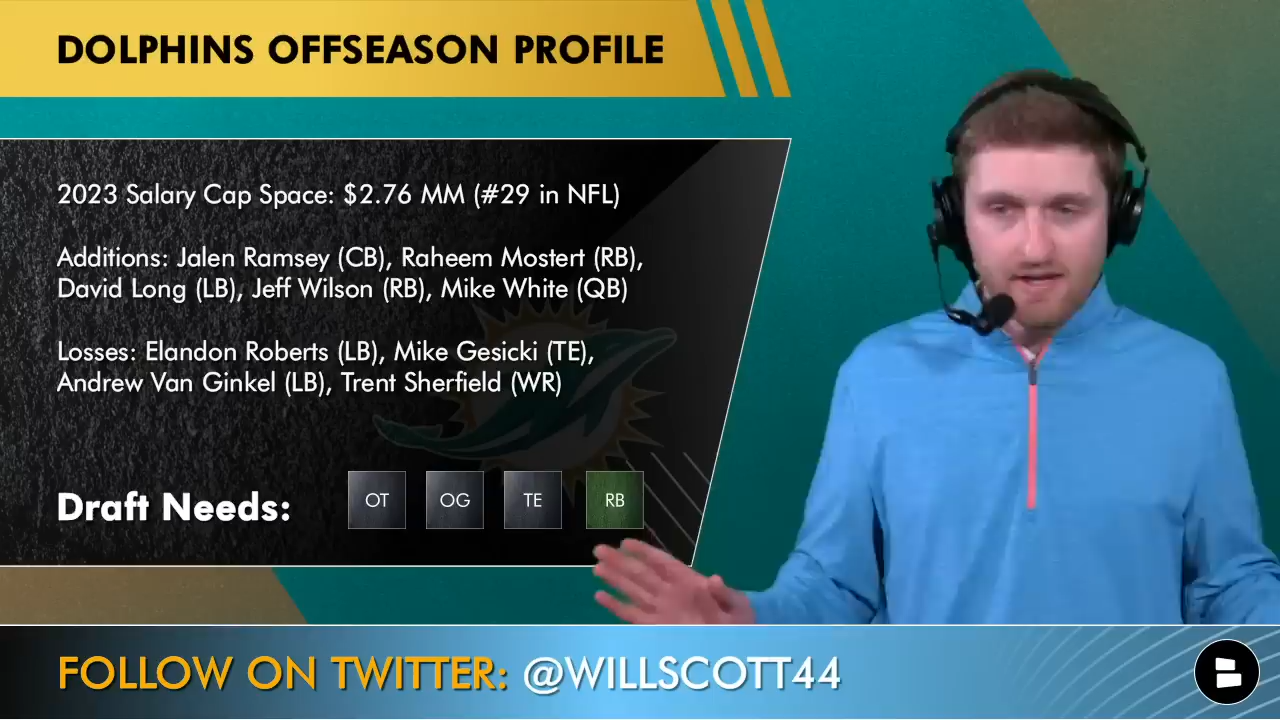 DOLPHINS OFFSEASON PROFILE
2023 Salary Cap Space: $2.76 MM (#29 in NFL)
Additions: Jalen Ramsey (CB), Raheem Mostert (RB),
David Long (LB), Jeff Wilson (RB), Mike White (QB)
Losses: Elandon Roberts (LB), Mike Gesicki (TE),
Andrew Van Ginkel (LB), Trent Sherfield (WR)
Draft Needs: OT OG TE RB
FOLLOW ON TWITTER: @WILLSCOTT44